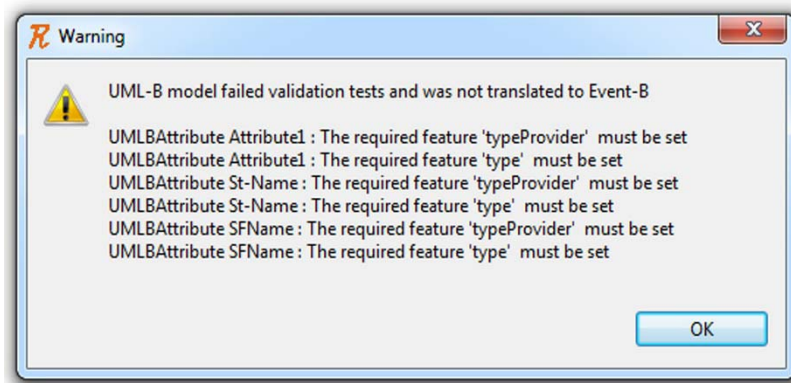 Warning
UML-B model failed validation tests and was not translated to Event-B
UMLBAttribute Attribute1 : The required feature 'typeProvider' must be set
UMLBAttribute Attribute1 : The required feature 'type' must be set
UMLBAttribute St-Name : The required feature 'typeProvider' must be set
UMLBAttribute St-Name : The required feature 'type' must be set
UMLBAttribute SFName : The required feature 'typeProvider' must be set
UMLBAttribute SFName : The required feature 'type' must be set
OK